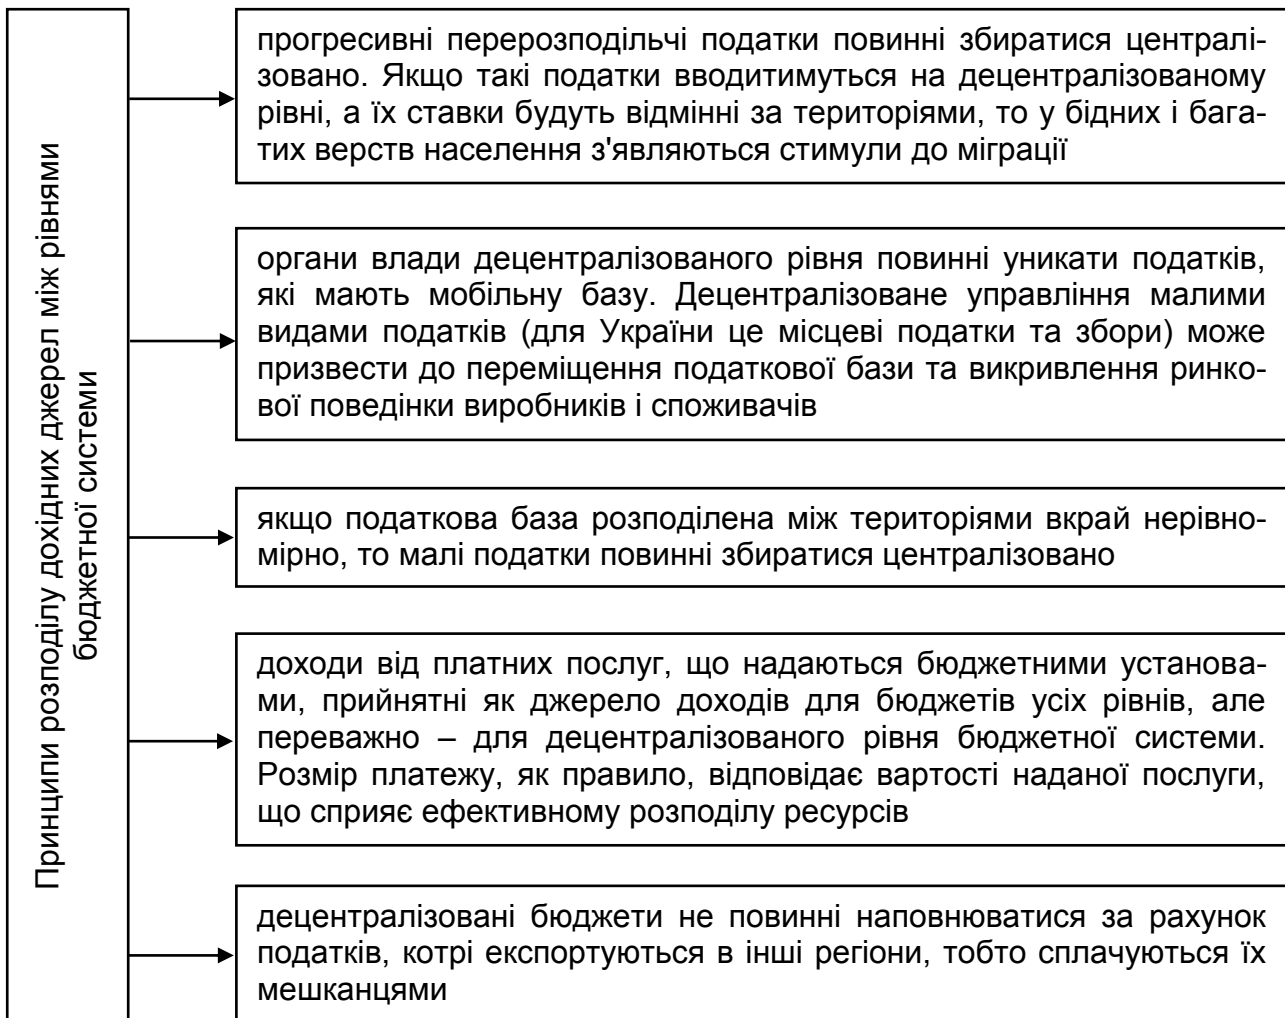 Принципи розподілу дохідних джерел між рівнями
бюджетної системи
прогресивні перерозподільчі податки повинні збиратися централі-
зовано. Якщо такі податки вводитимуться на децентралізованому
рівні, а їх ставки будуть відмінні за територіями, то у бідних і бага-
тих верств населення з'являються стимули до міграції
органи влади децентралізованого рівня повинні уникати податків,
які мають мобільну базу. Децентралізоване управління малими
видами податків (для України це місцеві податки та збори) може
призвести до переміщення податкової бази та викривлення ринко-
вої поведінки виробників і споживачів
якщо податкова база розподілена між територіями вкрай нерівно-
мірно, то малі податки повинні збиратися централізовано
доходи від платних послуг, що надаються бюджетними установа-
ми, прийнятні як джерело доходів для бюджетів усіх рівнів, але
переважно – для децентралізованого рівня бюджетної системи.
Розмір платежу, як правило, відповідає вартості наданої послуги,
що сприяє ефективному розподілу ресурсів
децентралізовані бюджети не повинні наповнюватися за рахунок
податків, котрі експортуються в інші регіони, тобто сплачуються їх
мешканцями